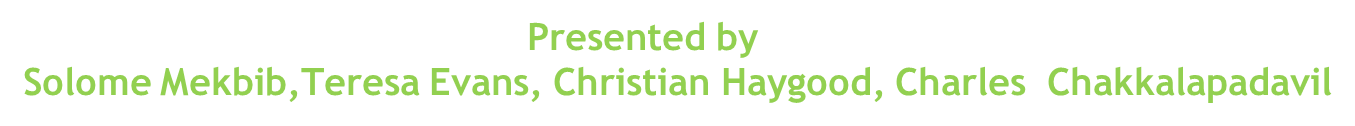 Presented by
Solome Mekbib,Teresa Evans, Christian Haygood, Charles  Chakkalapadavil